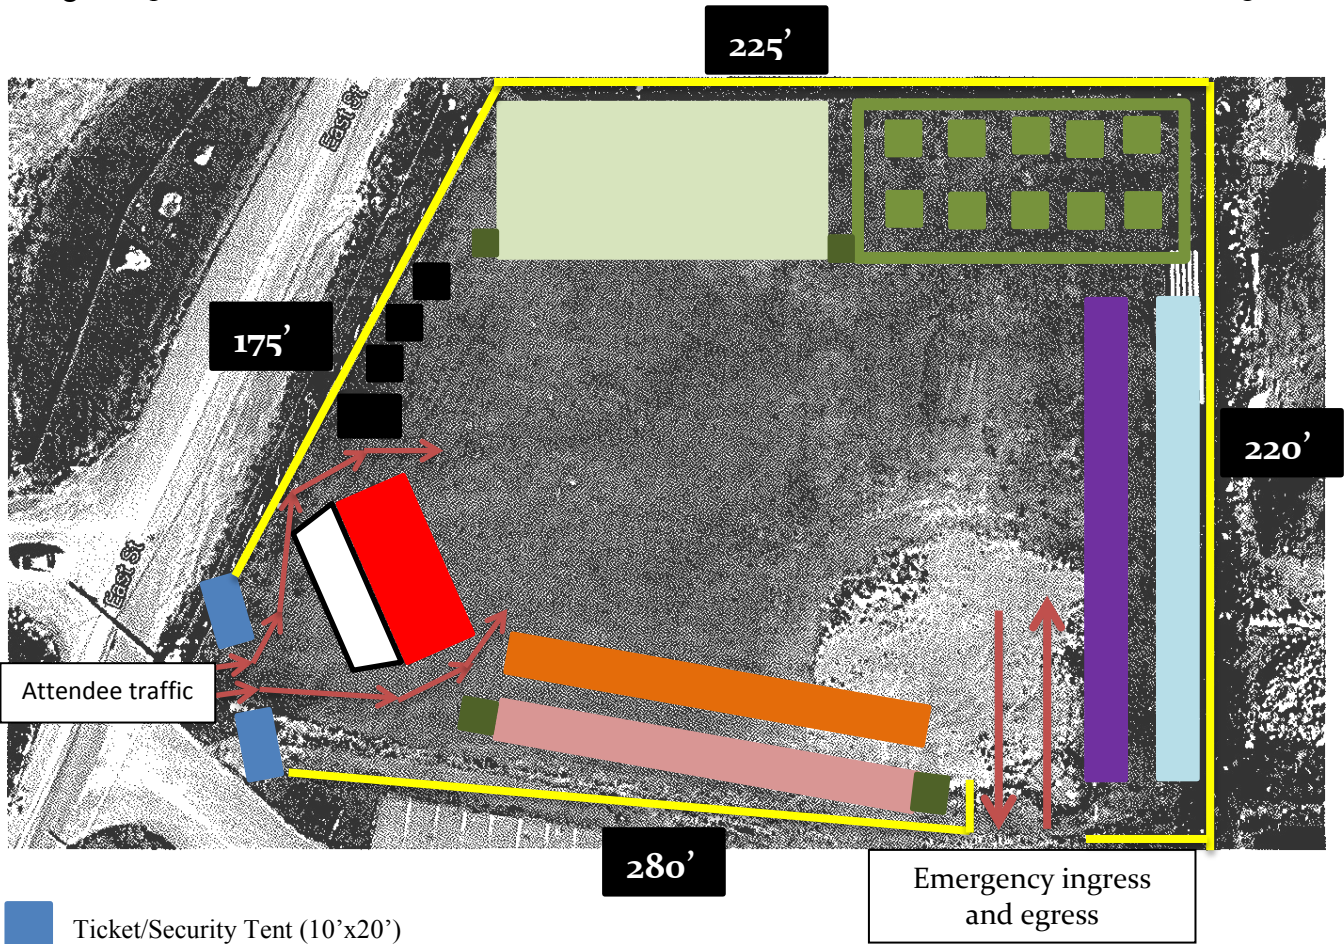 225’
East St
175’
220’
East St
Attendee traffic
280’
Emergency ingress
and egress
Ticket/Security Tent (10’x20’)